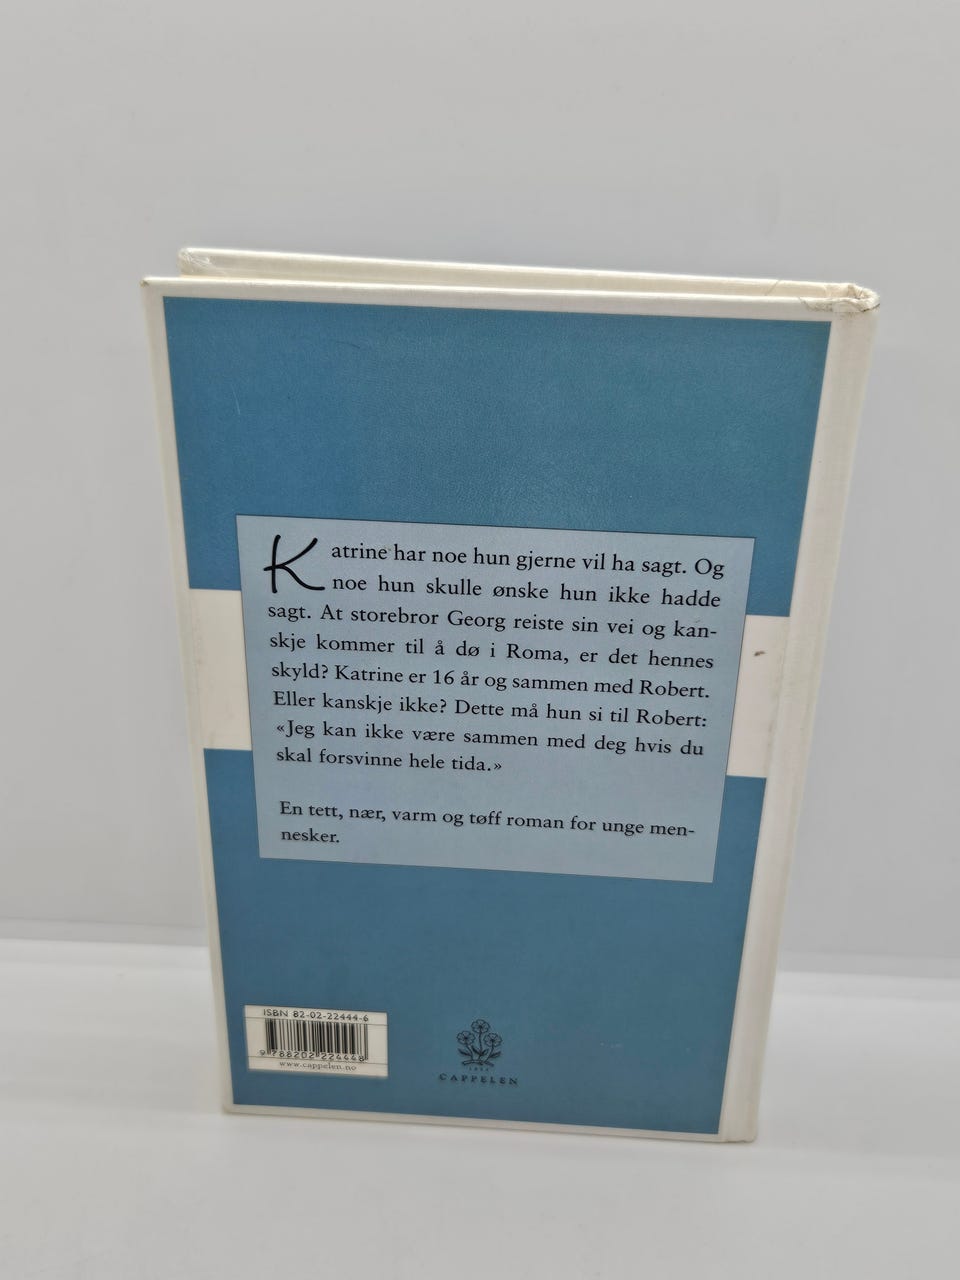 Katrine har noe hun gjerne vil ha sagt. Og
noe hun skulle ønske hun ikke hadde
sagt. At storebror Georg reiste sin vei og kan-
skje kommer til å dø i Roma, er det hennes
skyld? Katrine er 16 år og sammen med Robert.
Eller kanskje ikke? Dette må hun si til Robert:
«Jeg kan ikke være sammen med deg hvis du
skal forsvinne hele tida.»
En tett, nær, varm og tøff roman for unge men-
nesker.
ISBN 82-02-22444-6
9 788202 224448
www.cappelen.no
CAPPELEN